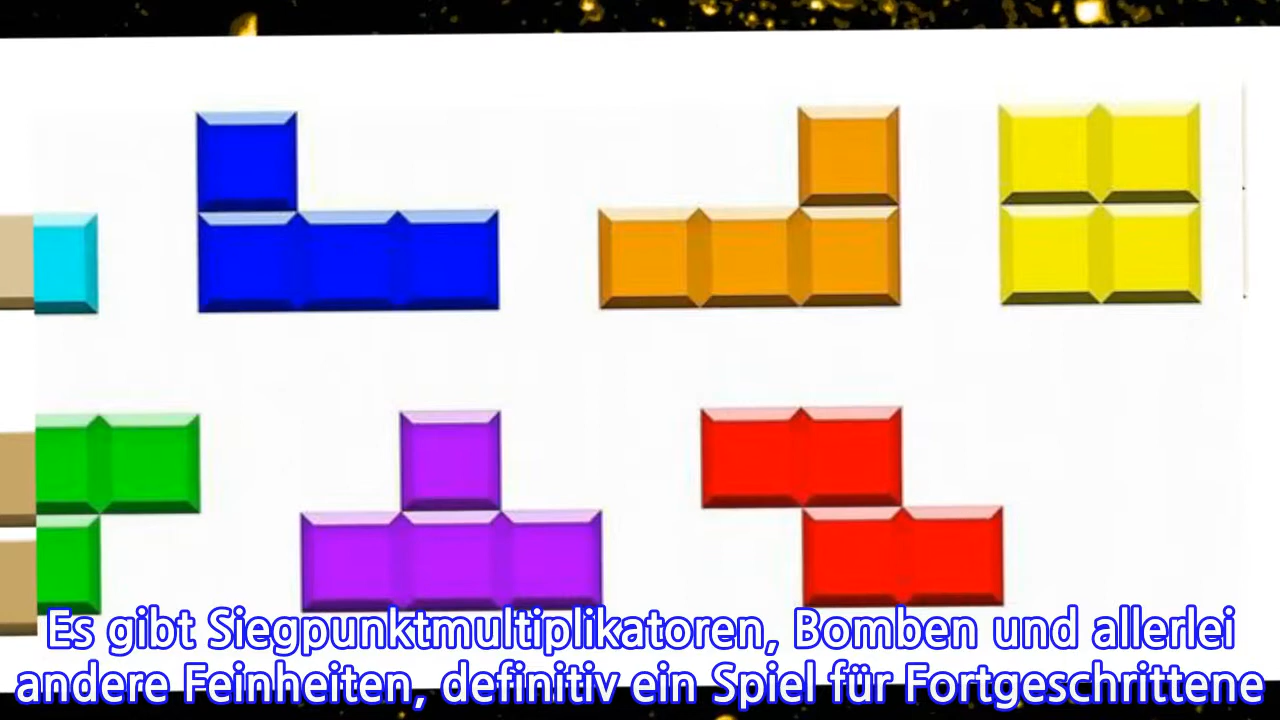 Es gibt Siegpunktmultiplikatoren, Bomben und allerlei
andere Feinheiten, definitiv ein Spiel für Fortgeschrittene